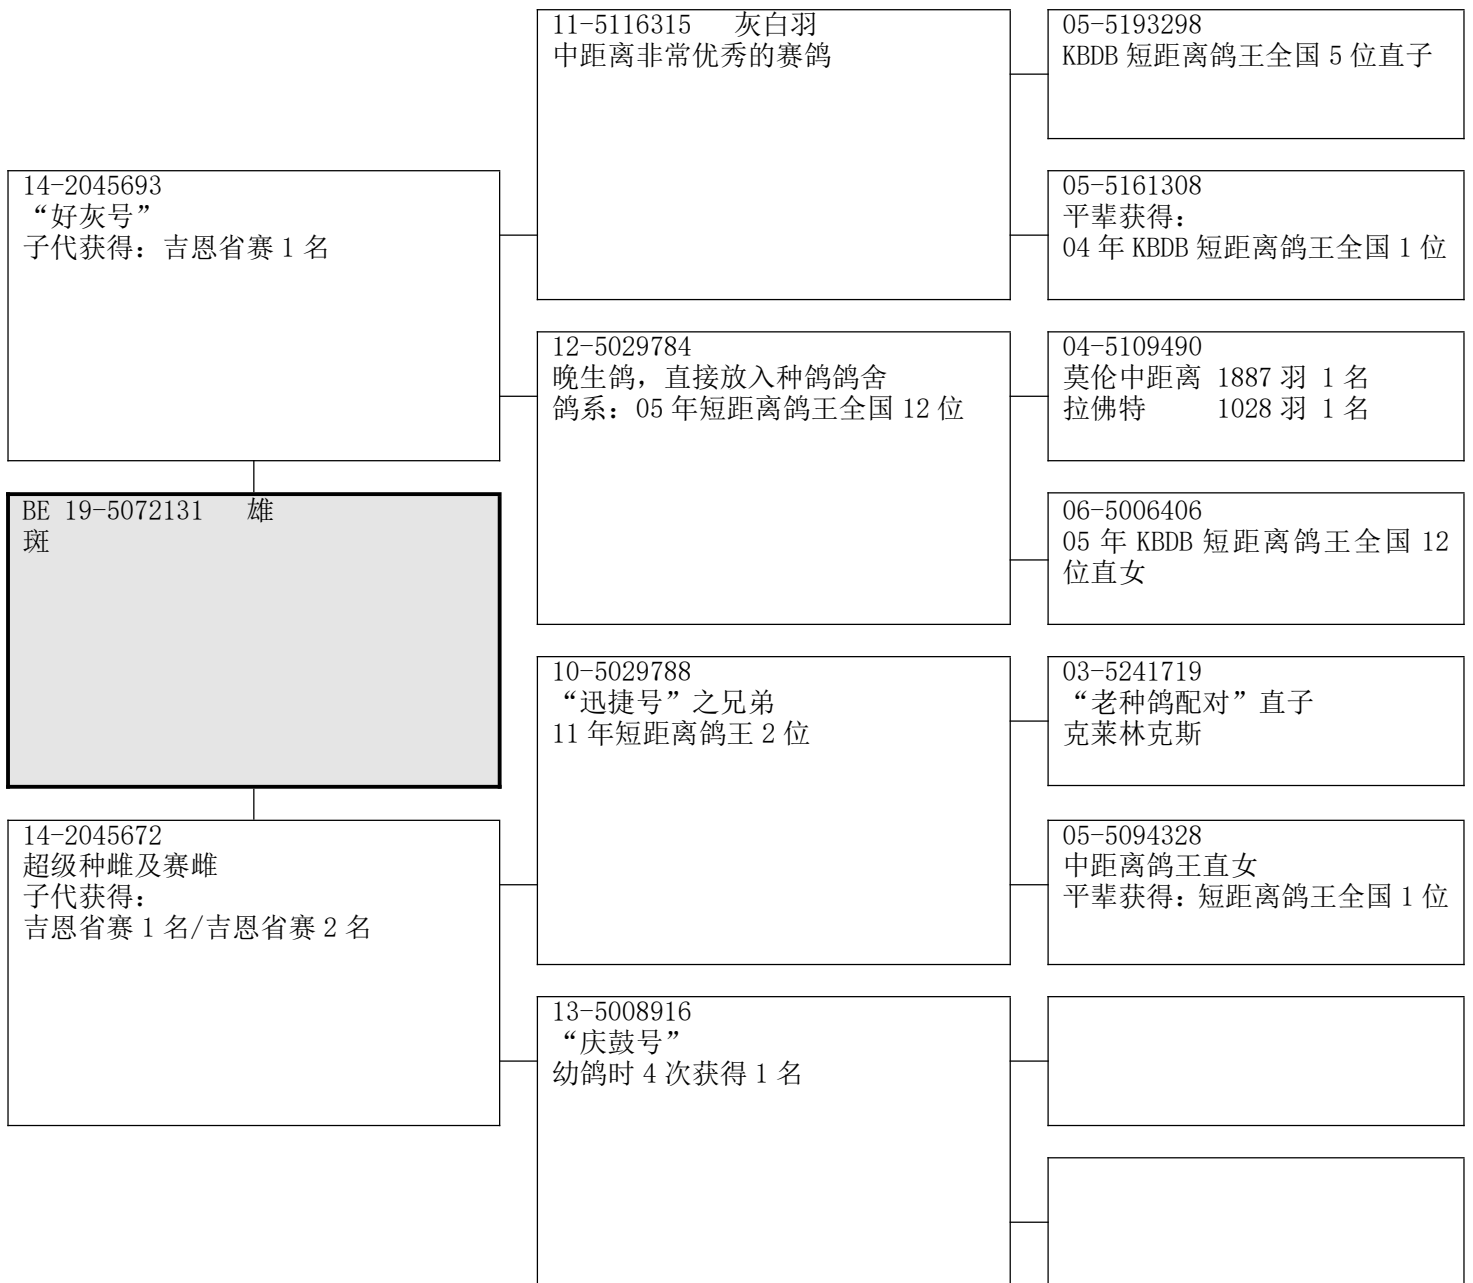 14-2045693
“好灰号”
子代获得：吉恩省赛 1 名
BE 19-5072131 雄
斑
14-2045672
超级种雌及赛雌
子代获得：
吉恩省赛 1 名/吉恩省赛 2 名
11-5116315 灰白羽
中距离非常优秀的赛鸽
12-5029784
晚生鸽，直接放入种鸽鸽舍
鸽系：05 年短距离鸽王全国 12 位
10-5029788
“迅捷号”之兄弟
11 年短距离鸽王 2 位
13-5008916
“庆鼓号”
幼鸽时 4 次获得 1 名
05-5193298
KBDB 短距离鸽王全国 5 位直子
05-5161308
平辈获得：
04 年 KBDB 短距离鸽王全国 1 位
04-5109490
莫伦中距离 1887 羽 1 名
拉佛特 1028 羽 1 名
06-5006406
05 年 KBDB 短距离鸽王全国 12
位直女
03-5241719
“老种鸽配对”直子
克莱林克斯
05-5094328
中距离鸽王直女
平辈获得：短距离鸽王全国 1 位